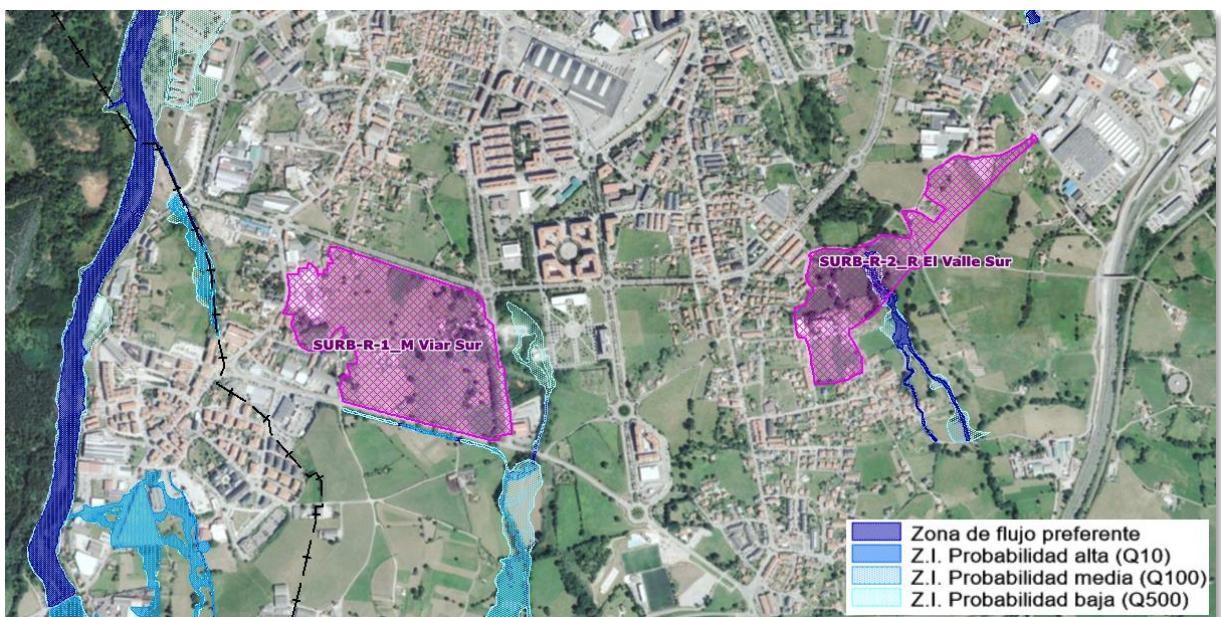 SURB-R-2_R El Valle Sur
SURB-R-1_M Viar Sur
Zona de flujo preferente
Z.I. Probabilidad alta (Q10)
Z.I. Probabilidad media (Q100)
Z.I. Probabilidad baja (Q500)